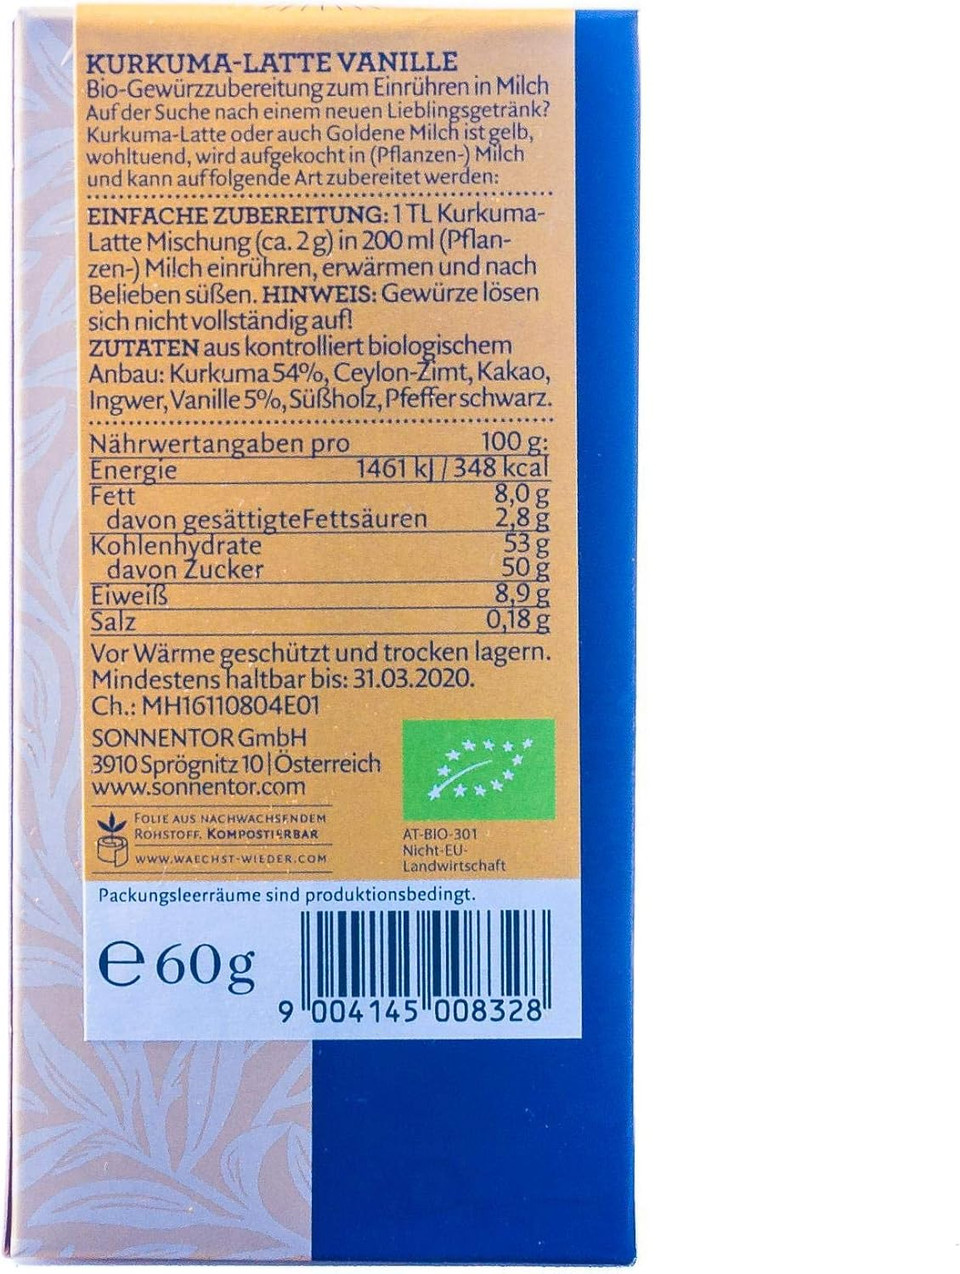 KURKUMA-LATTE VANILLE
Bio-Gewürzzubereitung zum Einrühren in Milch
Auf der Suche nach einem neuen Lieblingsgetränk?
Kurkuma-Latte oder auch Goldene Milch ist gelb,
wohltuend, wird aufgekocht in (Pflanzen-) Milch
und kann auf folgende Art zubereitet werden:
EINFACHE ZUBEREITUNG: 1 TL Kurkuma-
Latte Mischung (ca. 2 g) in 200 ml (Pflan-
zen-) Milch einrühren, erwärmen und nach
Belieben süßen. HINWEIS: Gewürze lösen
sich nicht vollständig auf!
ZUTATEN aus kontrolliert biologischem
Anbau: Kurkuma 54%, Ceylon-Zimt, Kakao,
Ingwer, Vanille 5%, Süßholz, Pfeffer schwarz.
Nährwertangaben pro 100 g:
Energie 1461 kJ / 348 kcal
Fett 8,0 g
davon gesättigte Fettsäuren 2,8 g
Kohlenhydrate 53 g
davon Zucker 50 g
Eiweiß 8,9 g
Salz 0,18 g
Vor Wärme geschützt und trocken lagern.
Mindestens haltbar bis: 31.03.2020.
Ch.: MH16110804E01
SONNENTOR GmbH
3910 Sprögnitz 10 | Österreich
www.sonnentor.com
FOLIE AUS NACHWACHSENDEM
ROHSTOFF. KOMPOSTIERBAR
WWW.WAECHST-WIEDER.COM
AT-BIO-301
Nicht-EU-
Landwirtschaft
Packungsleerräume sind produktionsbedingt.
e 60g
9 004145 008328